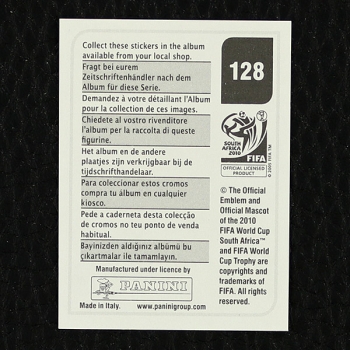 Collect these stickers in the album
available from your local shop.
Fragt bei eurem
Zeitschriftenhändler nach dem
Album für diese Serie.
Demandez à votre détaillant l'Album
pour la collection de ces images.
Chiedete al vostro rivenditore
l'album per la raccolta di queste
figurine.
Het album en de andere
plaatjes zijn verkrijgbaar bij de
tijdschrifthandelaar.
Para coleccionar estos cromos
compra tu álbum en cualquier
kiosco.
Pede a caderneta desta colecção
de cromos no teu ponto de venda
habitual.
Bayinizden aldığınız albümü bu
çıkartmalar ile tamamlayın.
Manufactured under licence by
PANINI
Made in Italy. www.paninigroup.com
128
SOUTH AFRICA
2010
FIFA
© 2005 FIFA TM
OFFICIAL LICENSED
PRODUCT
© The Official
Emblem and
Official Mascot
of the 2010
FIFA World Cup
South Africa™
and FIFA World
Cup Trophy are
copyrights and
trademarks of
FIFA. All rights
reserved.